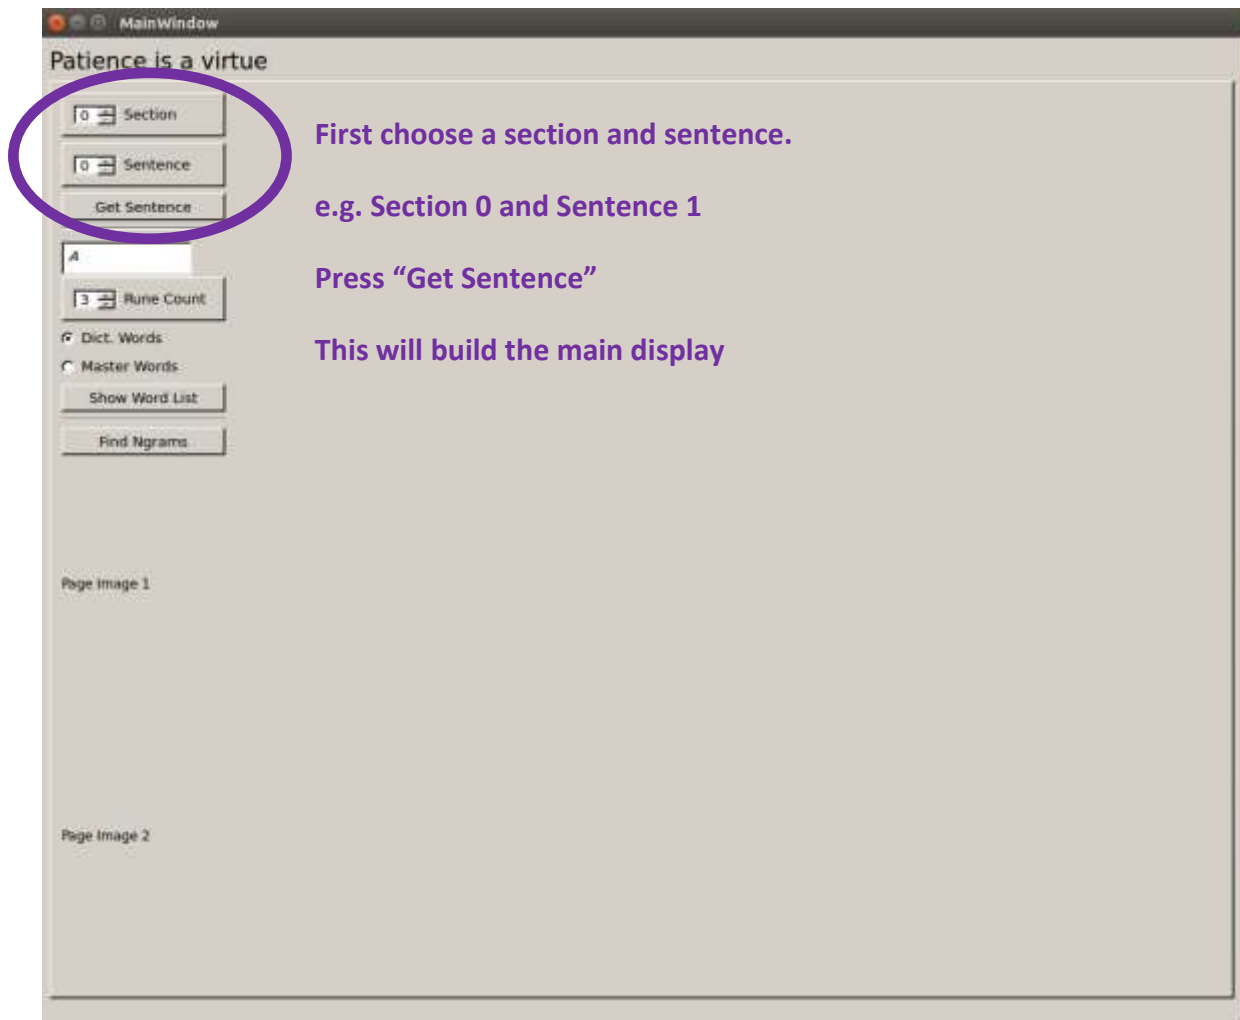 MainWindow
Patience is a virtue
0 Section
0 Sentence
Get Sentence
First choose a section and sentence.
e.g. Section 0 and Sentence 1
Press “Get Sentence”
This will build the main display
A
3 Rune Count
Dict. Words
Master Words
Show Word List
Find Ngrams
Page Image 1
Page Image 2